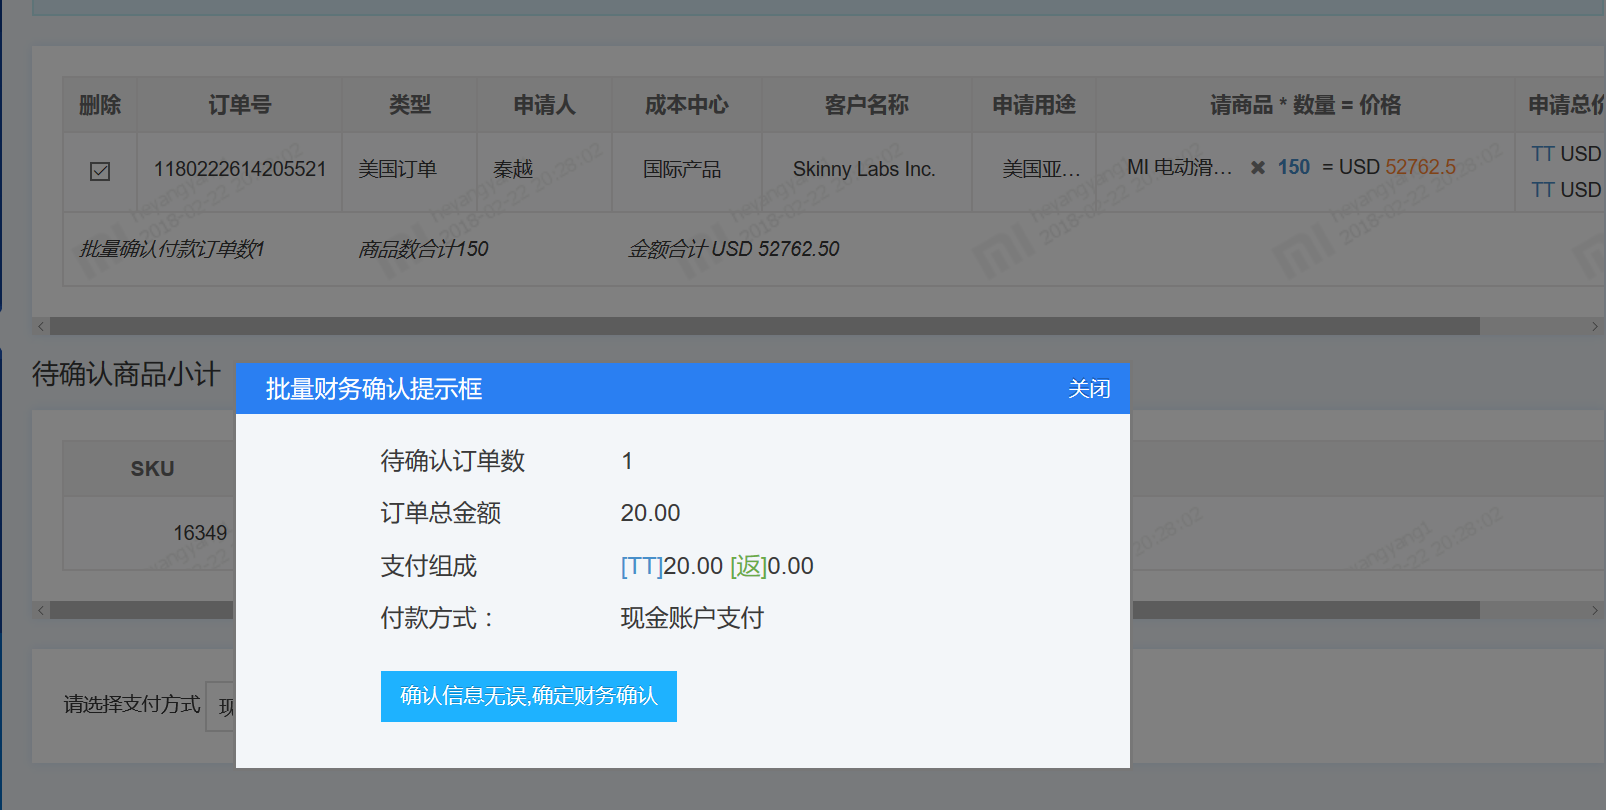 删除 订单号 类型 申请人 成本中心 客户名称 申请用途 请商品 * 数量 = 价格 申请总价
1180222614205521 美国订单 秦越 国际产品 Skinny Labs Inc. 美国亚... MI 电动滑... ✖ 150 = USD 52762.5 TT USD
TT USD
批量确认付款订单数1 商品数合计150 金额合计 USD 52762.50
heyangyang1
2018-02-22 20:28:02
待确认商品小计
批量财务确认提示框 关闭
待确认订单数 1
SKU
订单总金额 20.00
16349
支付组成 [TT]20.00 [返]0.00
付款方式： 现金账户支付
确认信息无误,确定财务确认
请选择支付方式 现